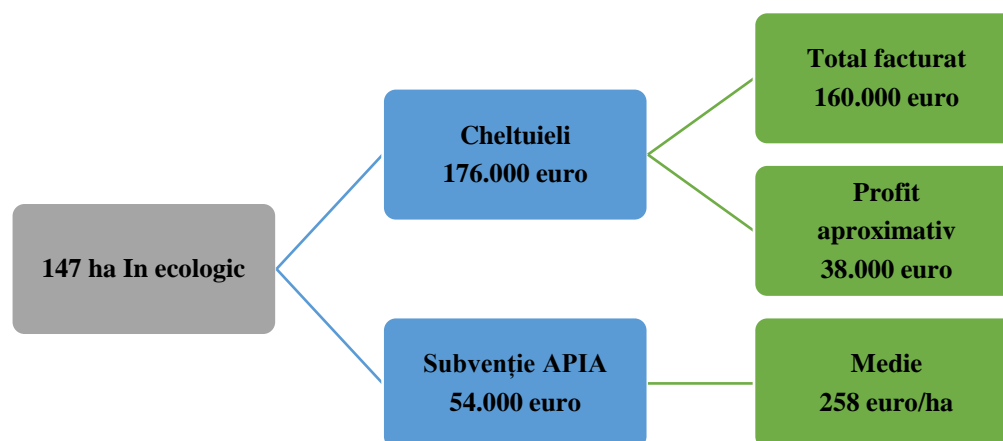 147 ha In ecologic
Cheltuieli
176.000 euro
Total facturat
160.000 euro
Profit
aproximativ
38.000 euro
Subvenție APIA
54.000 euro
Medie
258 euro/ha